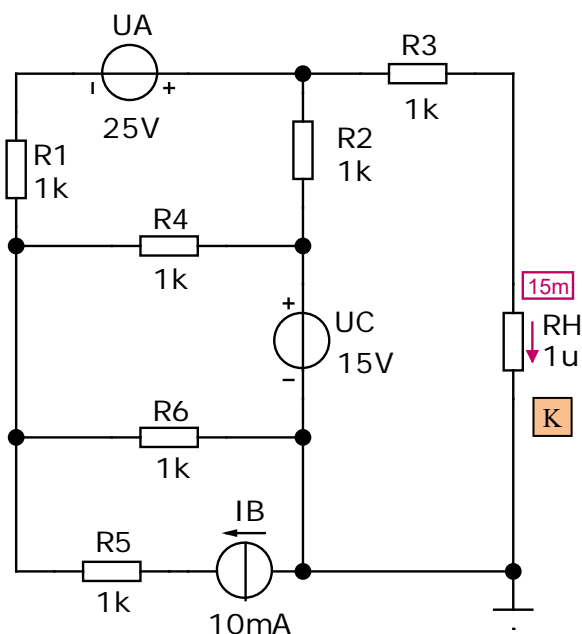 UA
- +
25V
R3
1k
R1
1k
R2
1k
R4
1k
15m
+
UC
15V
-
RH
1u
K
R6
1k
IB
R5
1k
10mA